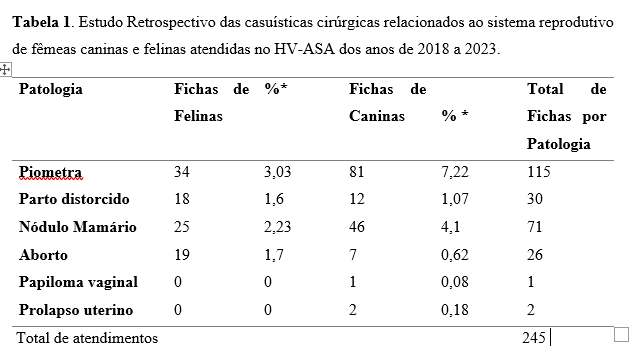 Tabela 1. Estudo Retrospectivo das casuísticas cirúrgicas relacionados ao sistema reprodutivo
de fêmeas caninas e felinas atendidas no HV-ASA dos anos de 2018 a 2023.
Patologia Fichas de Felinas %* Fichas de Caninas % * Total de Fichas por Patologia
Piometra 34 3,03 81 7,22 115
Parto distorcido 18 1,6 12 1,07 30
Nódulo Mamário 25 2,23 46 4,1 71
Aborto 19 1,7 7 0,62 26
Papiloma vaginal 0 0 1 0,08 1
Prolapso uterino 0 0 2 0,18 2
Total de atendimentos 245